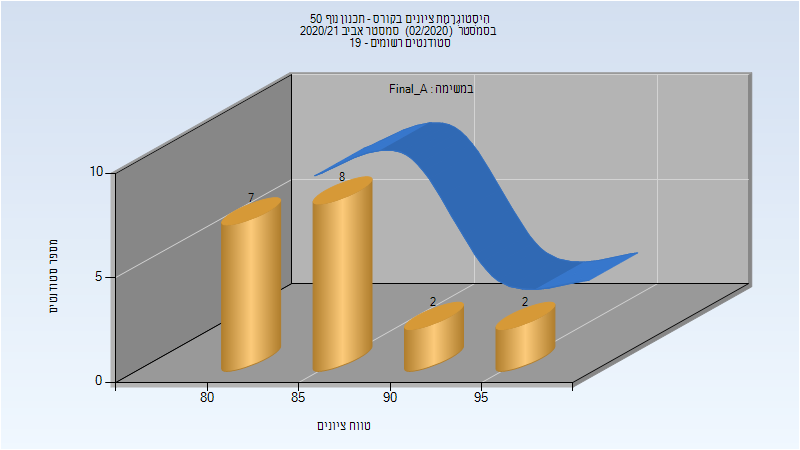 היסטוגרמת ציונים בקורס - תכנון נוף 50
בסמסטר (02/2020) סמסטר אביב 2020/21
סטודנטים רשומים - 19
במשימה : Final_A
10
5
0
מספר סטודנטים
7
8
2
2
80
85
90
95
טווח ציונים